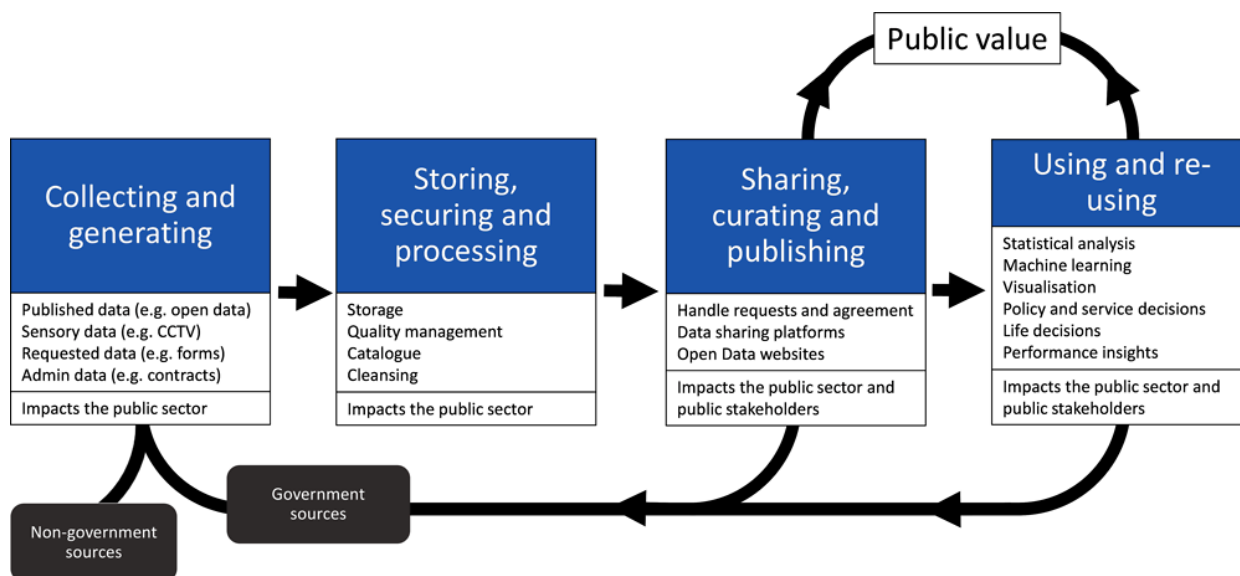 Public value
Collecting and
generating
Published data (e.g. open data)
Sensory data (e.g. CCTV)
Requested data (e.g. forms)
Admin data (e.g. contracts)
Impacts the public sector
Storing,
securing and
processing
Storage
Quality management
Catalogue
Cleansing
Impacts the public sector
Sharing,
curating and
publishing
Handle requests and agreement
Data sharing platforms
Open Data websites
Impacts the public sector and
public stakeholders
Using and re-
using
Statistical analysis
Machine learning
Visualisation
Policy and service decisions
Life decisions
Performance insights
Impacts the public sector and
public stakeholders
Government
sources
Non-government
sources